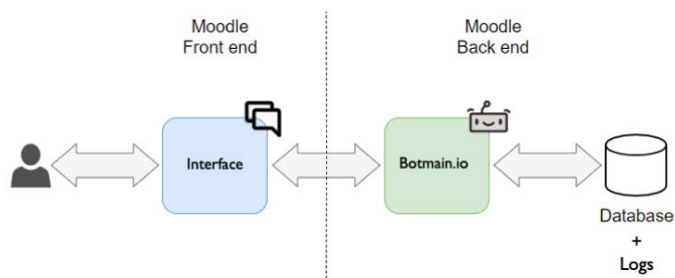 Moodle
Front end
Moodle
Back end
Interface
Botmain.io
Database
+
Logs